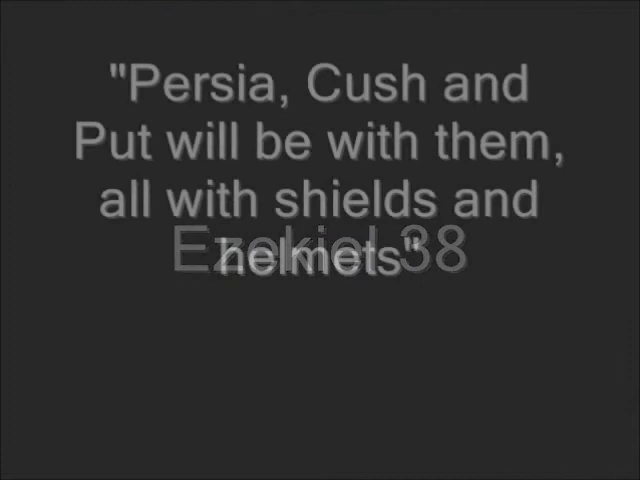 "Persia, Cush and
Put will be with them,
all with shields and
helmets"
Ezekiel 38